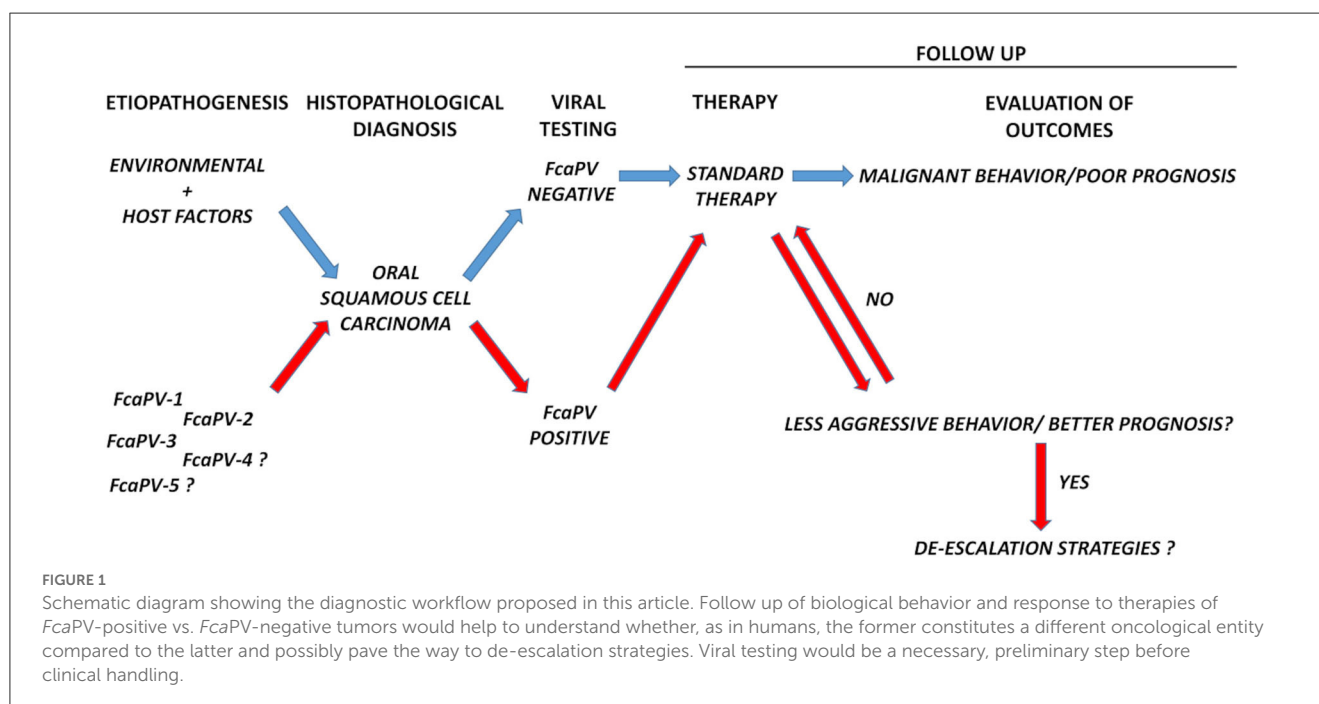 FOLLOW UP
ETIOPATHOGENESIS
HISTOPATHOLOGICAL
DIAGNOSIS
VIRAL
TESTING
THERAPY
EVALUATION OF
OUTCOMES
ENVIRONMENTAL
+
HOST FACTORS
FcaPV
NEGATIVE
STANDARD
THERAPY
MALIGNANT BEHAVIOR/POOR PROGNOSIS
ORAL
SQUAMOUS CELL
CARCINOMA
NO
FcaPV-1
FcaPV-2
FcaPV-3
FcaPV-4 ?
FcaPV-5 ?
FcaPV
POSITIVE
LESS AGGRESSIVE BEHAVIOR/ BETTER PROGNOSIS?
YES
DE-ESCALATION STRATEGIES ?
FIGURE 1
Schematic diagram showing the diagnostic workflow proposed in this article. Follow up of biological behavior and response to therapies of
FcaPV-positive vs. FcaPV-negative tumors would help to understand whether, as in humans, the former constitutes a different oncological entity
compared to the latter and possibly pave the way to de-escalation strategies. Viral testing would be a necessary, preliminary step before
clinical handling.